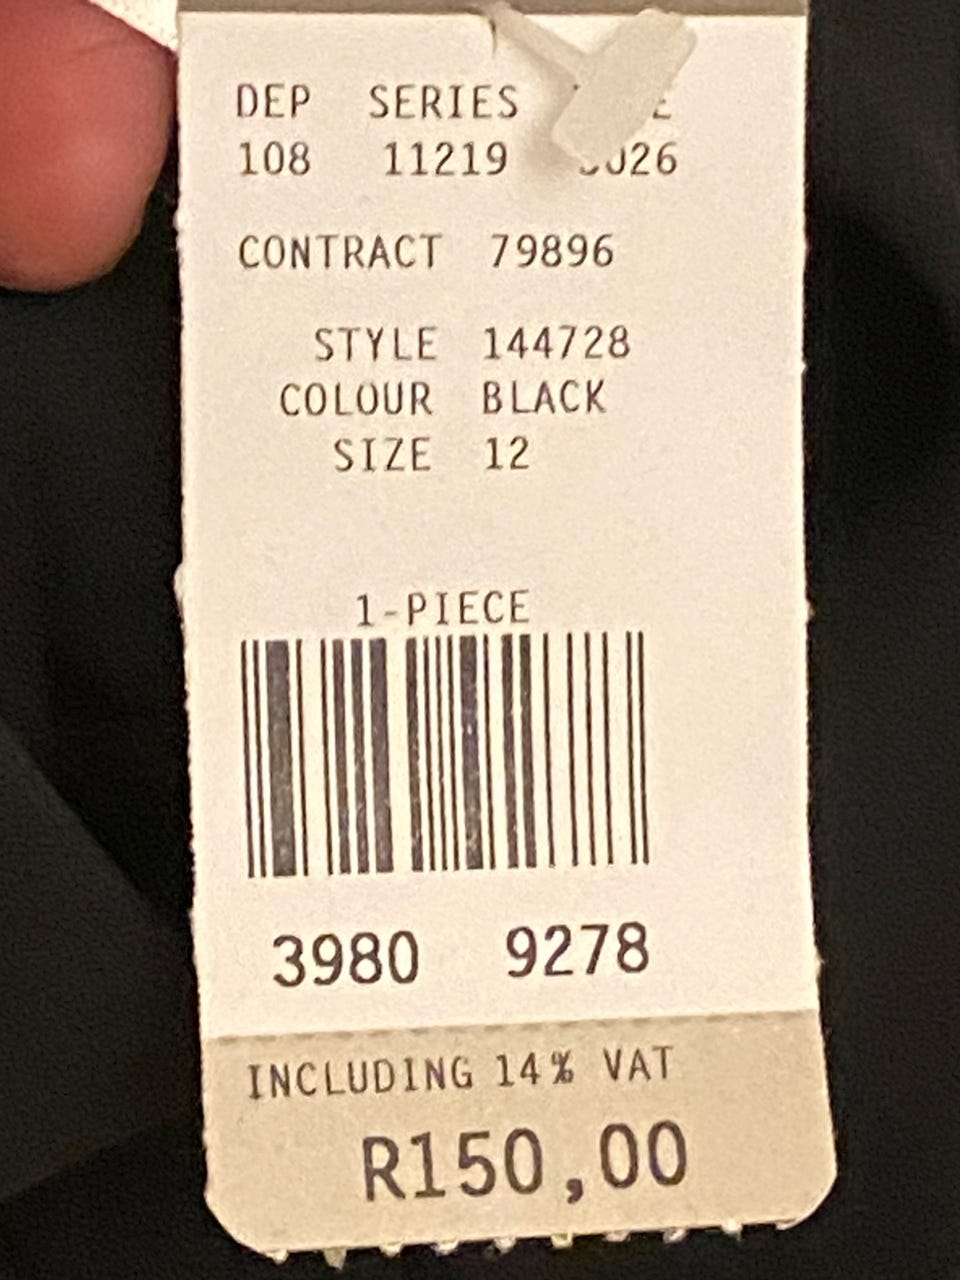 DEP SERIES
108 11219
CONTRACT 79896
STYLE 144728
COLOUR BLACK
SIZE 12
1-PIECE
3980 9278
INCLUDING 14% VAT
R150,00